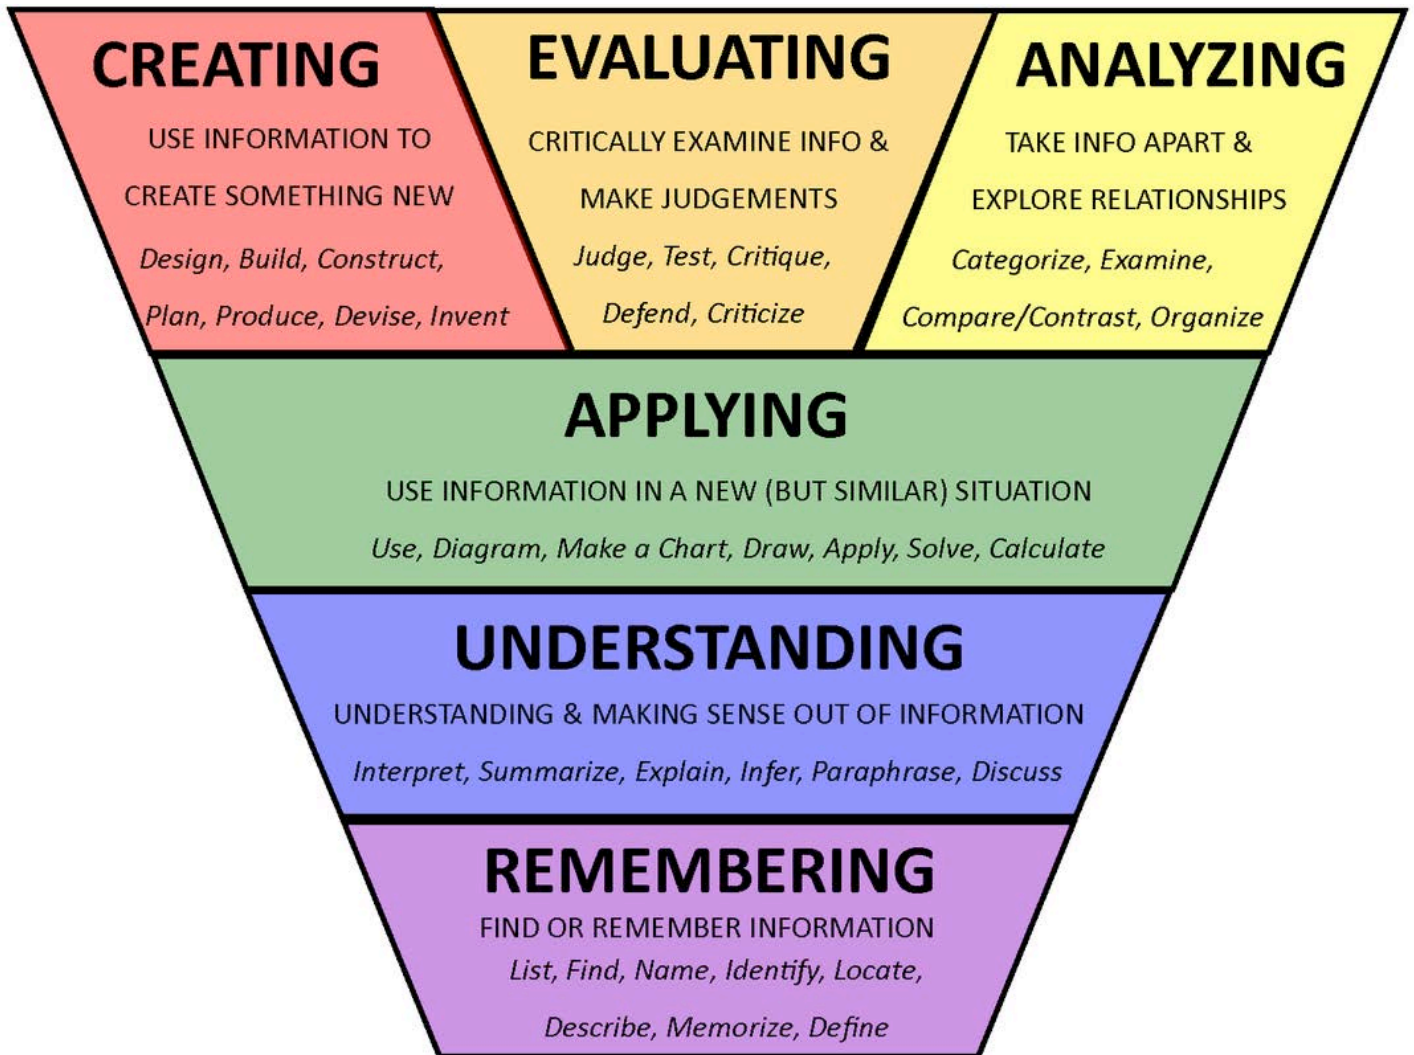 CREATING
USE INFORMATION TO
CREATE SOMETHING NEW
Design, Build, Construct,
Plan, Produce, Devise, Invent
EVALUATING
CRITICALLY EXAMINE INFO &
MAKE JUDGEMENTS
Judge, Test, Critique,
Defend, Criticize
ANALYZING
TAKE INFO APART &
EXPLORE RELATIONSHIPS
Categorize, Examine,
Compare/Contrast, Organize
APPLYING
USE INFORMATION IN A NEW (BUT SIMILAR) SITUATION
Use, Diagram, Make a Chart, Draw, Apply, Solve, Calculate
UNDERSTANDING
UNDERSTANDING & MAKING SENSE OUT OF INFORMATION
Interpret, Summarize, Explain, Infer, Paraphrase, Discuss
REMEMBERING
FIND OR REMEMBER INFORMATION
List, Find, Name, Identify, Locate,
Describe, Memorize, Define